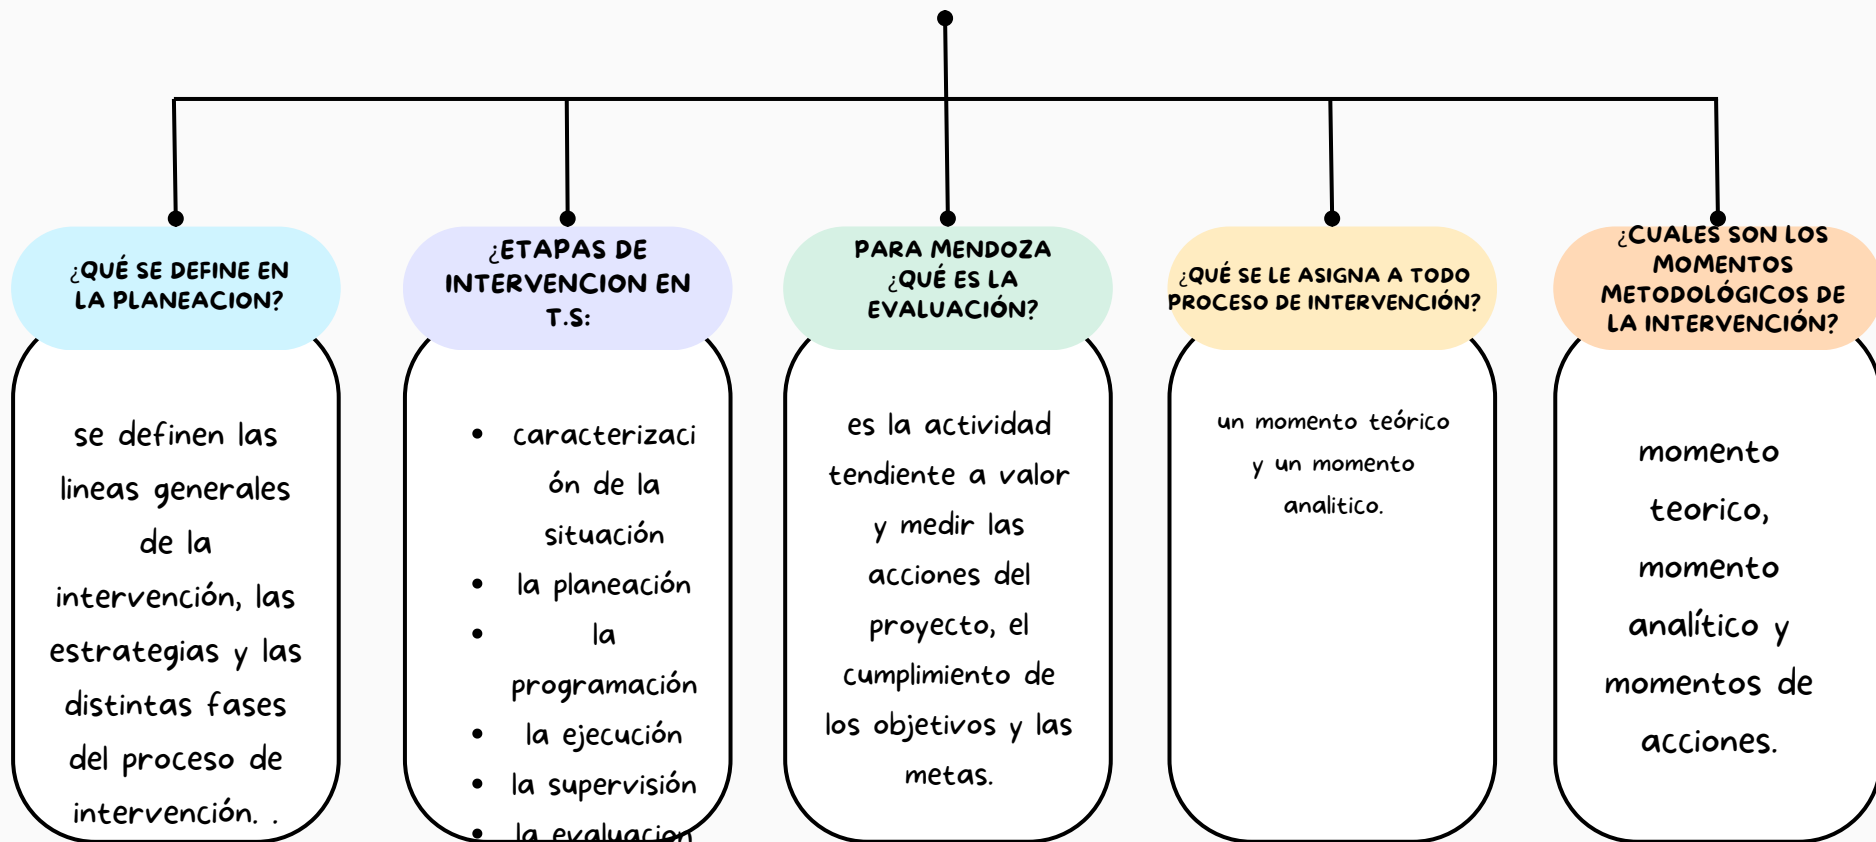 ¿QUÉ SE DEFINE EN
LA PLANEACION?
se definen las
lineas generales
de la
intervención, las
estrategias y las
distintas fases
del proceso de
intervención. .
¿ETAPAS DE
INTERVENCION EN
T.S:
• caracterizaci
ón de la
situación
• la planeación
• la
programación
• la ejecución
• la supervisión
• la evaluacion
PARA MENDOZA
¿QUÉ ES LA
EVALUACIÓN?
es la actividad
tendiente a valor
y medir las
acciones del
proyecto, el
cumplimiento de
los objetivos y las
metas.
¿QUÉ SE LE ASIGNA A TODO
PROCESO DE INTERVENCIÓN?
un momento teórico
y un momento
analitico.
¿CUALES SON LOS
MOMENTOS
METODOLÓGICOS DE
LA INTERVENCIÓN?
momento
teorico,
momento
analítico y
momentos de
acciones.